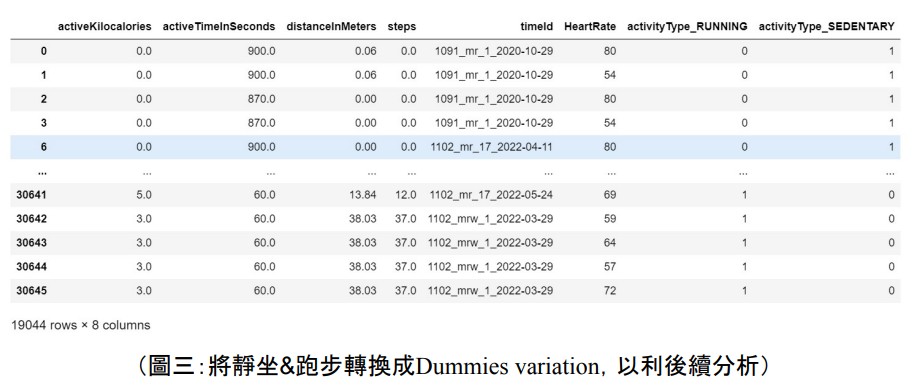 activeKilocalories activeTimeInSeconds distanceInMeters steps timeId HeartRate activityType_RUNNING activityType_SEDENTARY
0 0.0 900.0 0.06 0.0 1091_mr_1_2020-10-29 80 0 1
1 0.0 900.0 0.06 0.0 1091_mr_1_2020-10-29 54 0 1
2 0.0 870.0 0.00 0.0 1091_mr_1_2020-10-29 80 0 1
3 0.0 870.0 0.00 0.0 1091_mr_1_2020-10-29 54 0 1
6 0.0 900.0 0.00 0.0 1102_mr_17_2022-04-11 80 0 1
... ... ... ... ... ... ... ... ...
30641 5.0 60.0 13.84 12.0 1102_mr_17_2022-05-24 69 1 0
30642 3.0 60.0 38.03 37.0 1102_mrw_1_2022-03-29 59 1 0
30643 3.0 60.0 38.03 37.0 1102_mrw_1_2022-03-29 64 1 0
30644 3.0 60.0 38.03 37.0 1102_mrw_1_2022-03-29 57 1 0
30645 3.0 60.0 38.03 37.0 1102_mrw_1_2022-03-29 72 1 0
19044 rows × 8 columns
（圖三：將靜坐&跑步轉換成Dummies variation，以利後續分析）